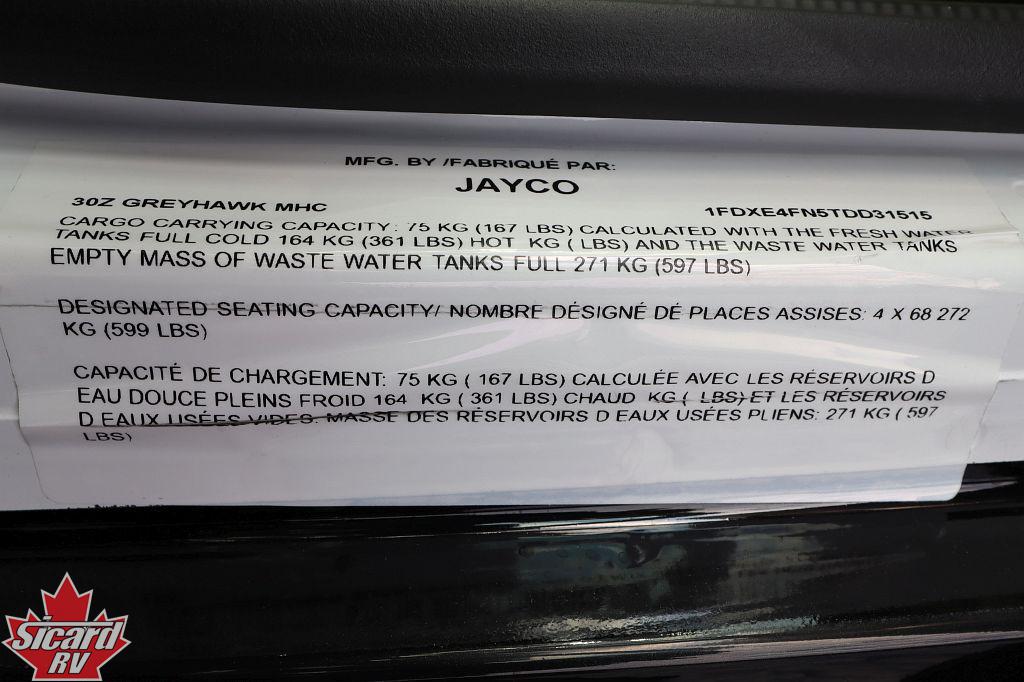 MFG. BY /FABRIQUÉ PAR:
JAYCO
30Z GREYHAWK MHC 1FDXE4FN5TDD31515
CARGO CARRYING CAPACITY: 75 KG (167 LBS) CALCULATED WITH THE FRESH WATER
TANKS FULL COLD 164 KG (361 LBS) HOT KG ( LBS) AND THE WASTE WATER TANKS
EMPTY MASS OF WASTE WATER TANKS FULL 271 KG (597 LBS)
DESIGNATED SEATING CAPACITY/ NOMBRE DÉSIGNÉ DÉ PLACES ASSISES: 4 X 68 272
KG (599 LBS)
CAPACITÉ DE CHARGEMENT: 75 KG ( 167 LBS) CALCULÉE AVEC LES RÉSERVOIRS D
EAU DOUCE PLEINS FROID 164 KG ( 361 LBS) CHAUD KG ( LBS) ET LES RÉSERVOIRS
D EAUX USÉES VIDES. MASSE DES RÉSERVOIRS D EAUX USÉES PLIENS: 271 KG ( 597
LBS)
Sicard
RV